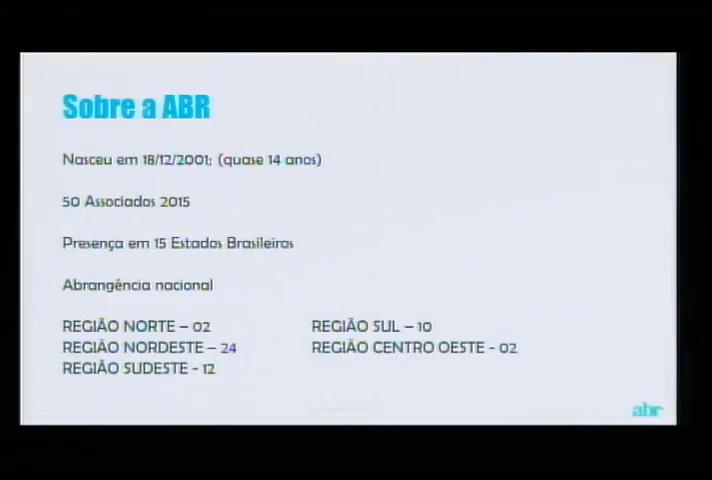 Sobre a ABR
Nasceu em 18/12/2001; (quase 14 anos)
50 Associados 2015
Presença em 15 Estados Brasileiros
Abrangência nacional
REGIÃO NORTE – 02
REGIÃO NORDESTE – 24
REGIÃO SUDESTE - 12
REGIÃO SUL – 10
REGIÃO CENTRO OESTE - 02
abr